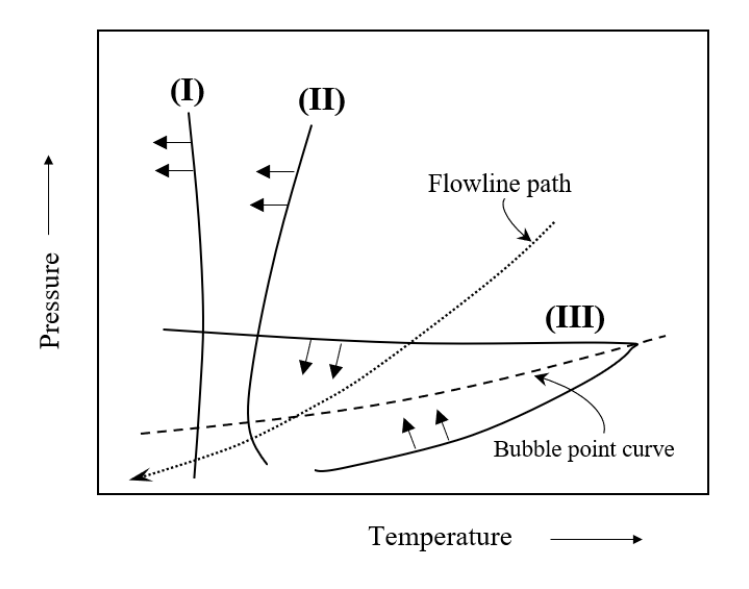 (I)
(II)
Flowline path
Pressure
(III)
Bubble point curve
Temperature